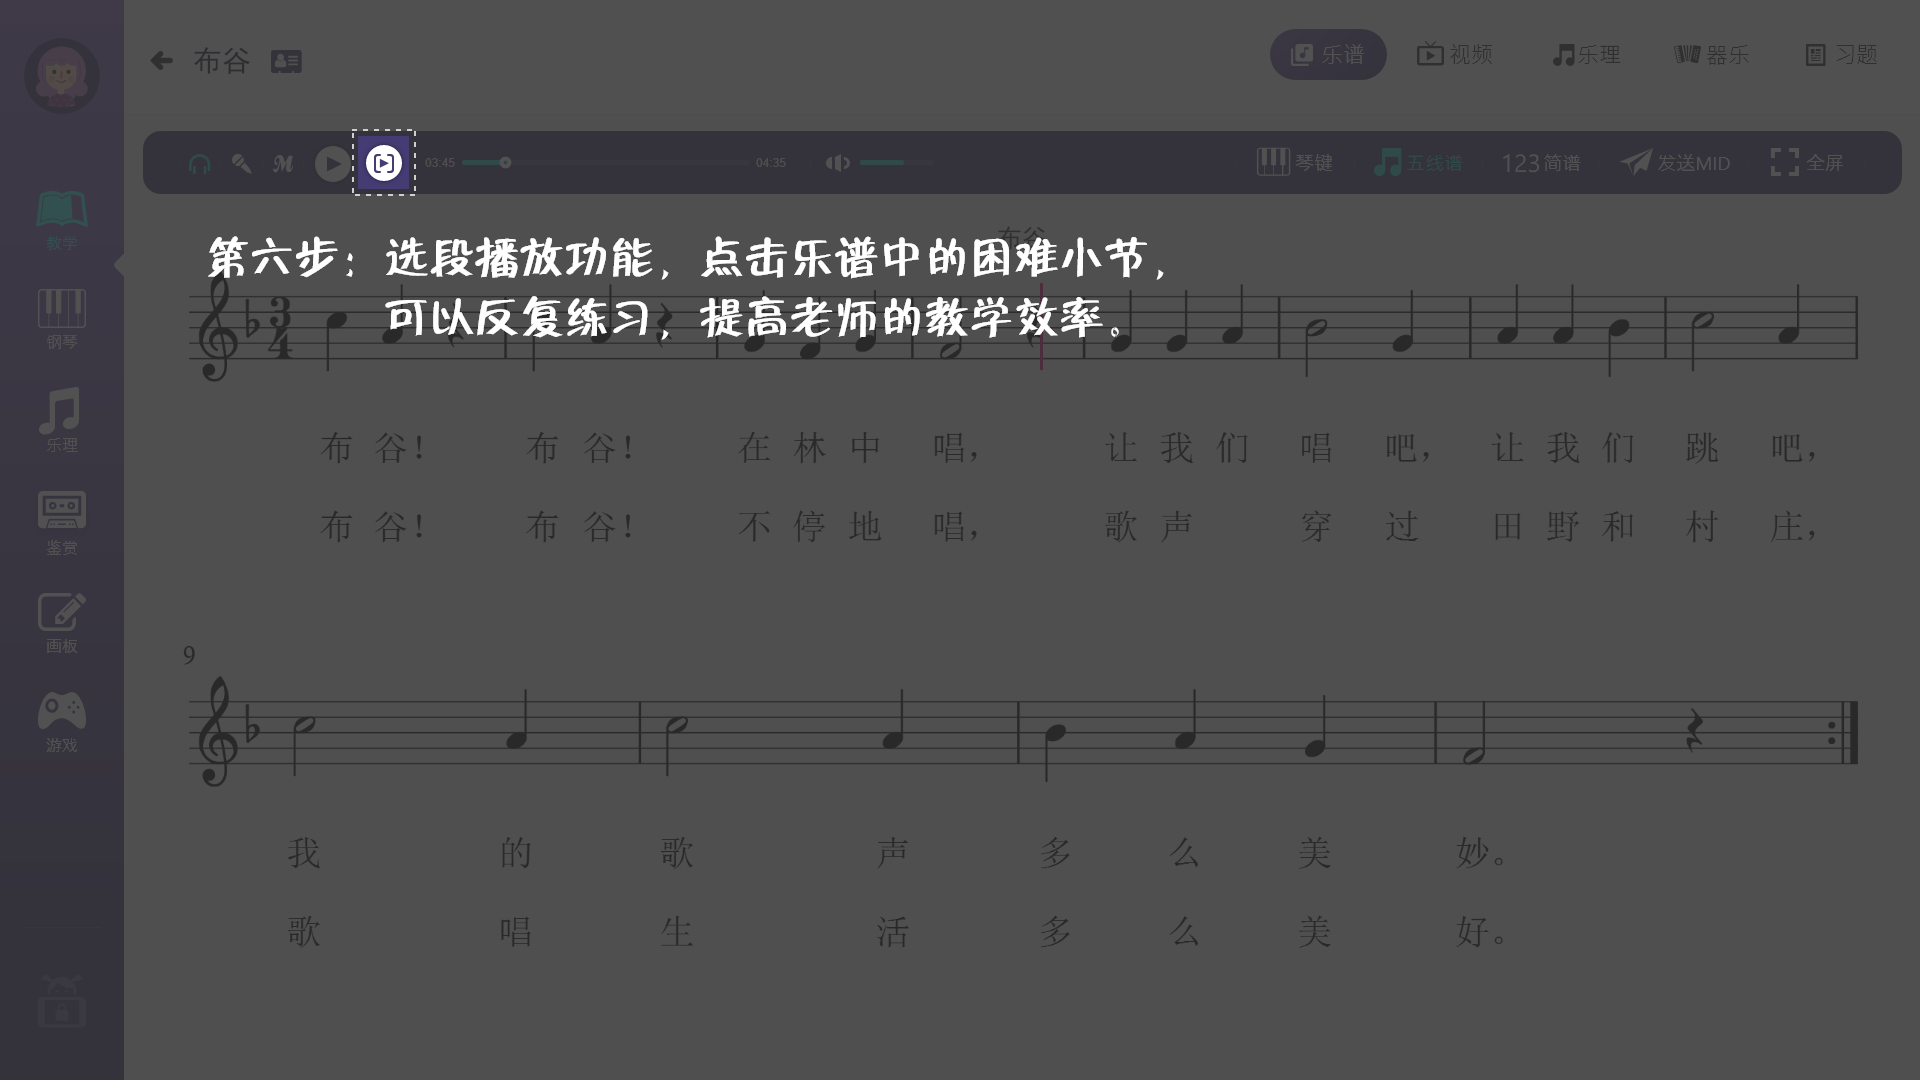 布谷
乐谱
视频
乐理
器乐
习题
M
03:45
04:35
琴键
五线谱
123 简谱
发送MID
全屏
教学
钢琴
乐理
鉴赏
画板
游戏
布谷
第六步：选段播放功能，点击乐谱中的困难小节，
可以反复练习，提高老师的教学效率。
3
4
布 谷！ 布 谷！ 在 林 中 唱， 让 我 们 唱 吧， 让 我 们 跳 吧，
布 谷！ 布 谷！ 不 停 地 唱， 歌 声 穿 过 田 野 和 村 庄，
9
我 的 歌 声 多 么 美 妙。
歌 唱 生 活 多 么 美 好。